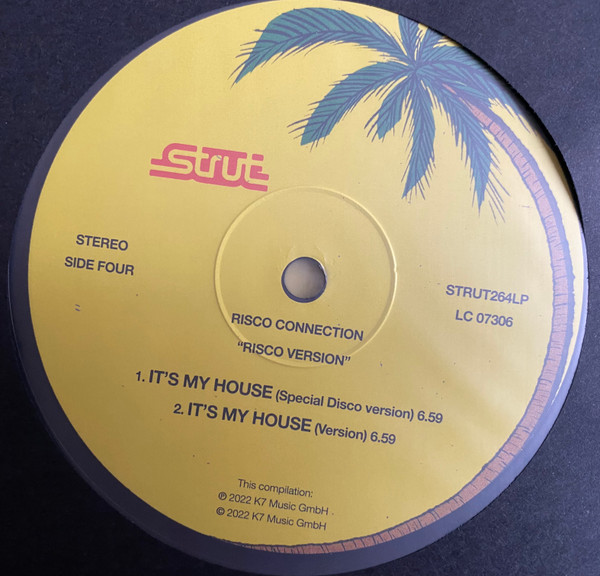 Strut
STEREO
SIDE FOUR
STRUT264LP
LC 07306
RISCO CONNECTION
"RISCO VERSION"
1. IT'S MY HOUSE (Special Disco version) 6.59
2. IT'S MY HOUSE (Version) 6.59
This compilation:
℗ 2022 K7 Music GmbH
© 2022 K7 Music GmbH